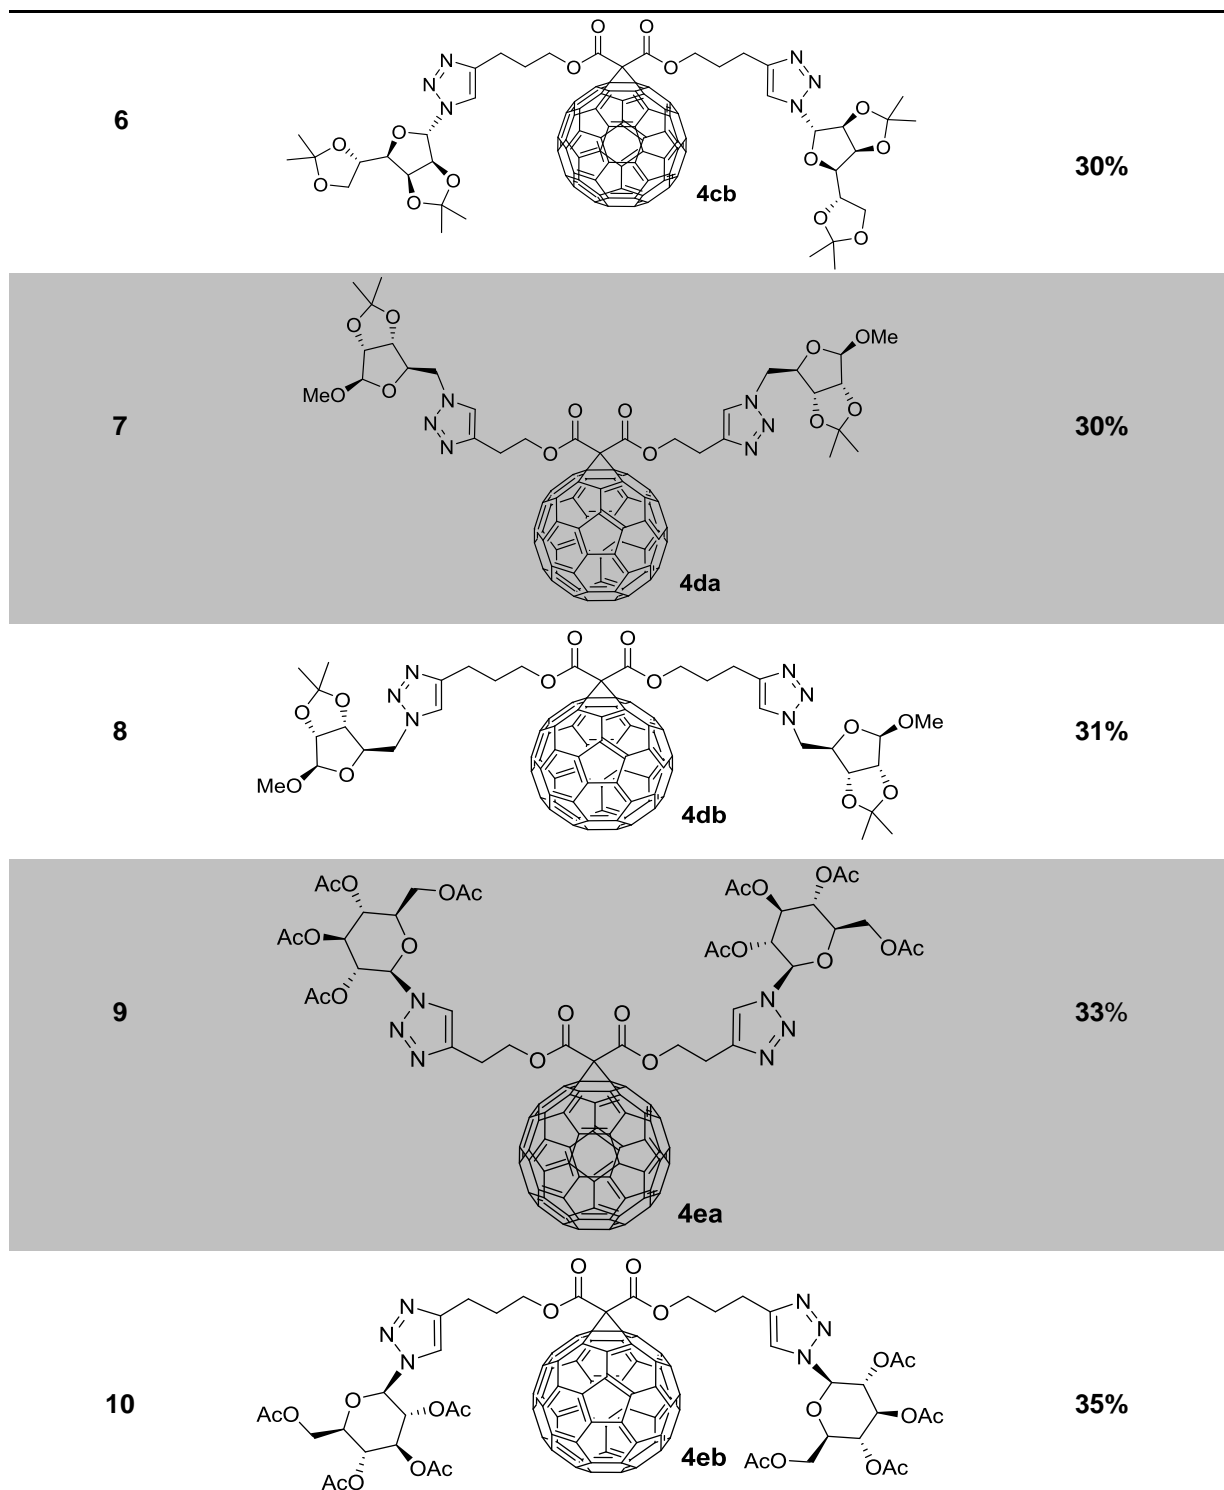 6
O O
O O
N N N
N N N
O O O O O
O O O O O
4cb
30%
7
O O
MeO O
N N N
O O
O O
N N N
O OMe
O O
4da
30%
8
O O
O O
N N N
N N N
O O
MeO O
O OMe
O O
4db
31%
9
AcO OAc
AcO O
AcO
N N N
OAc
AcO
AcO OAc
O
N N N
O O
O O
4ea
33%
10
O O
O O
N N N
N N N
AcO O OAc
AcO OAc
OAc
O OAc
AcO OAc
4eb
35%